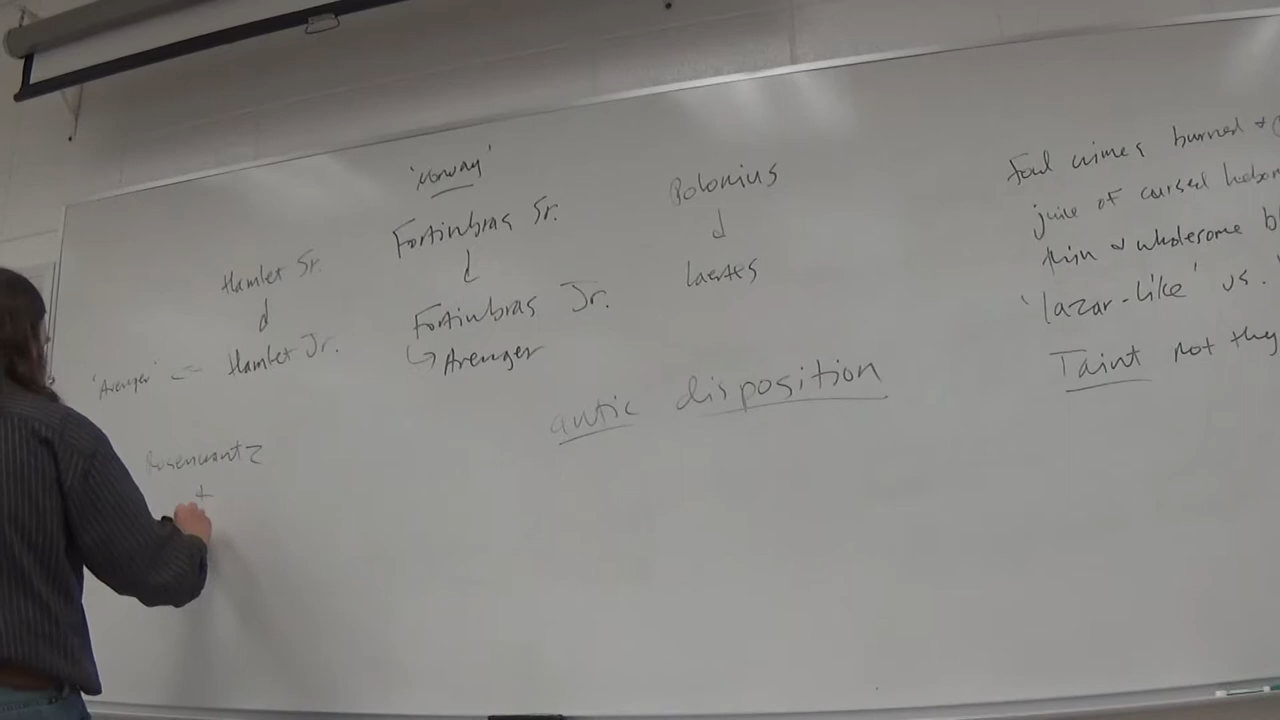 'Norway'
Fortinbras Sr.
Fortinbras Jr.
↳ Avenger
Hamlet Sr.
Hamlet Jr.
'Avenger'
Polonius
Laertes
antic disposition
Rosencrantz
+
foul crimes burned &
juice of cursed hebon
thin & wholesome b
'lazar-like' vs.
Taint not thy